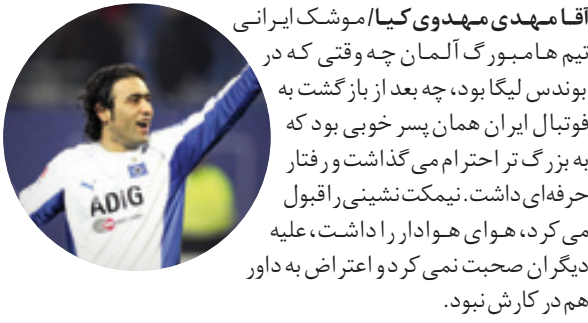 آقا مهدی مهدوی کیا/ موشک ایرانی
تیم هامبورگ آلمان چه وقتی که در
بوندس لیگا بود، چه بعد از بازگشت به
فوتبال ایران همان پسر خوبی بود که
به بزرگ تر احترام می گذاشت و رفتار
حرفه‌ای داشت. نیمکت نشینی را قبول
می کرد، هوای هوادار را داشت، علیه
دیگران صحبت نمی کرد و اعتراض به داور
هم در کارش نبود.
ADIG